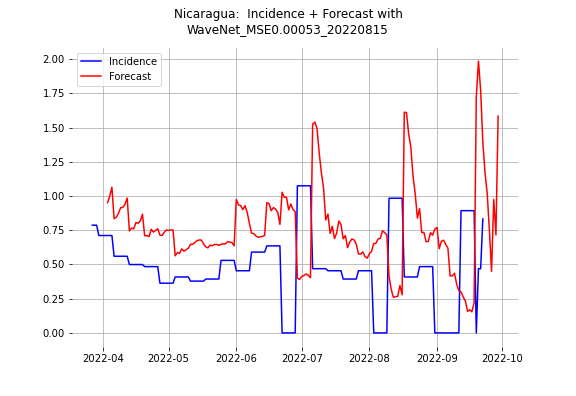 Nicaragua:  Incidence + Forecast with
WaveNet_MSE0.00053_20220815
Incidence
Forecast
2.00
1.75
1.50
1.25
1.00
0.75
0.50
0.25
0.00
2022-04 2022-05 2022-06 2022-07 2022-08 2022-09 2022-10